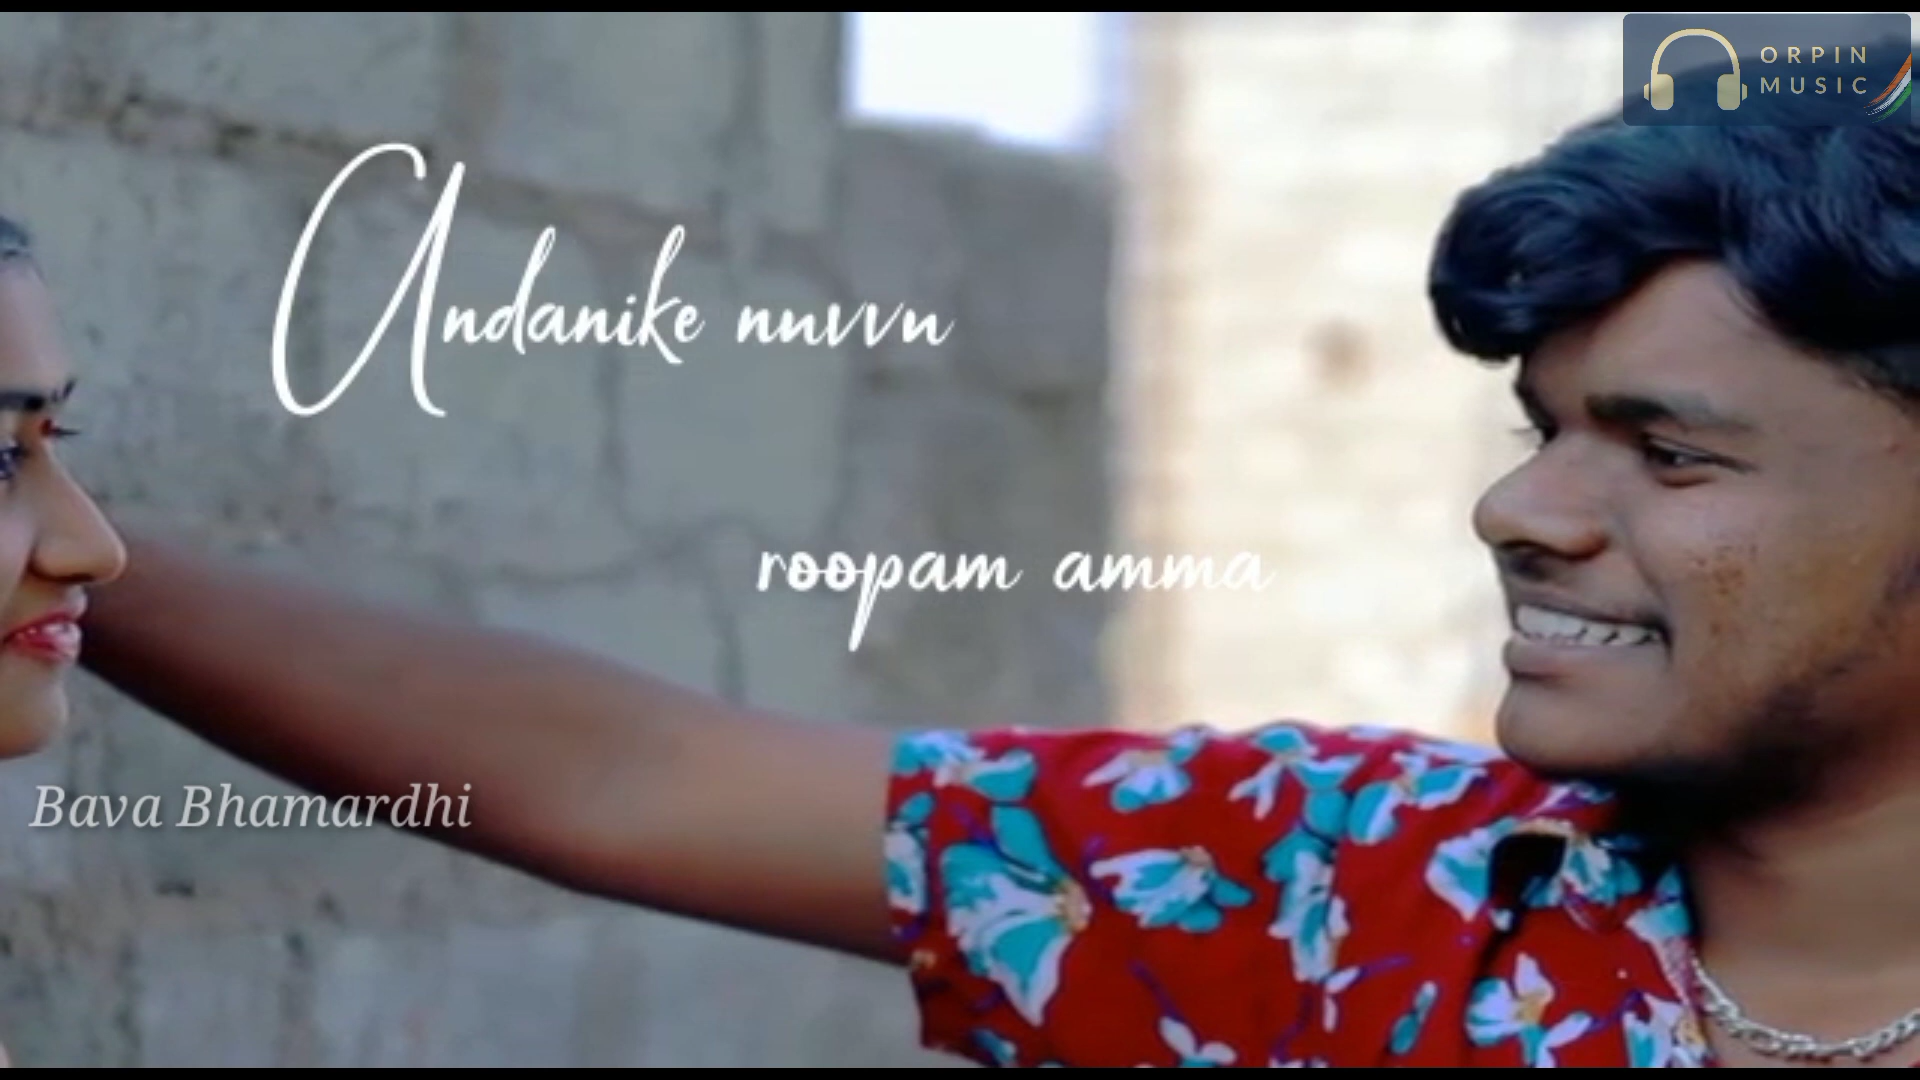 ORPIN
MUSIC
Andanike nuvvu
roopam amma
Bava Bhamardhi